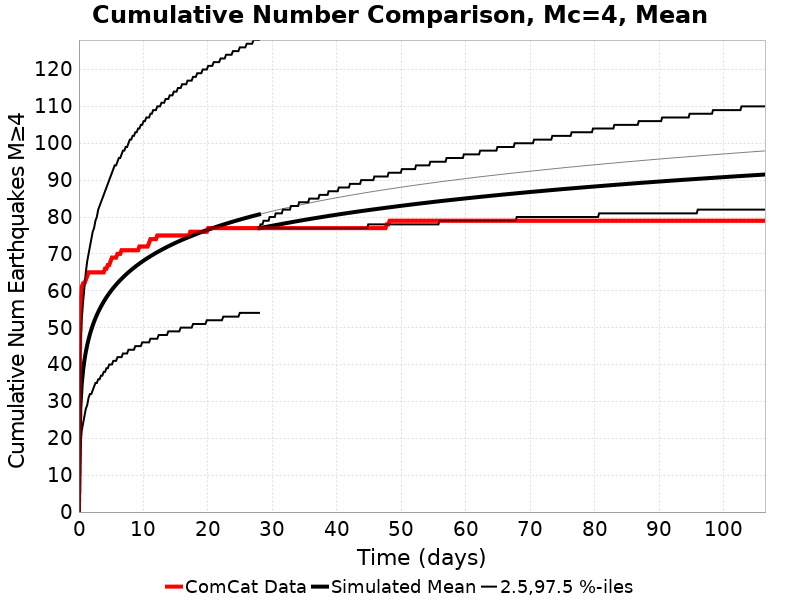 Cumulative Number Comparison, Mc=4, Mean
Cumulative Num Earthquakes M≥4
120
110
100
90
80
70
60
50
40
30
20
10
0
0 10 20 30 40 50 60 70 80 90 100
Time (days)
ComCat Data Simulated Mean 2.5,97.5 %-iles